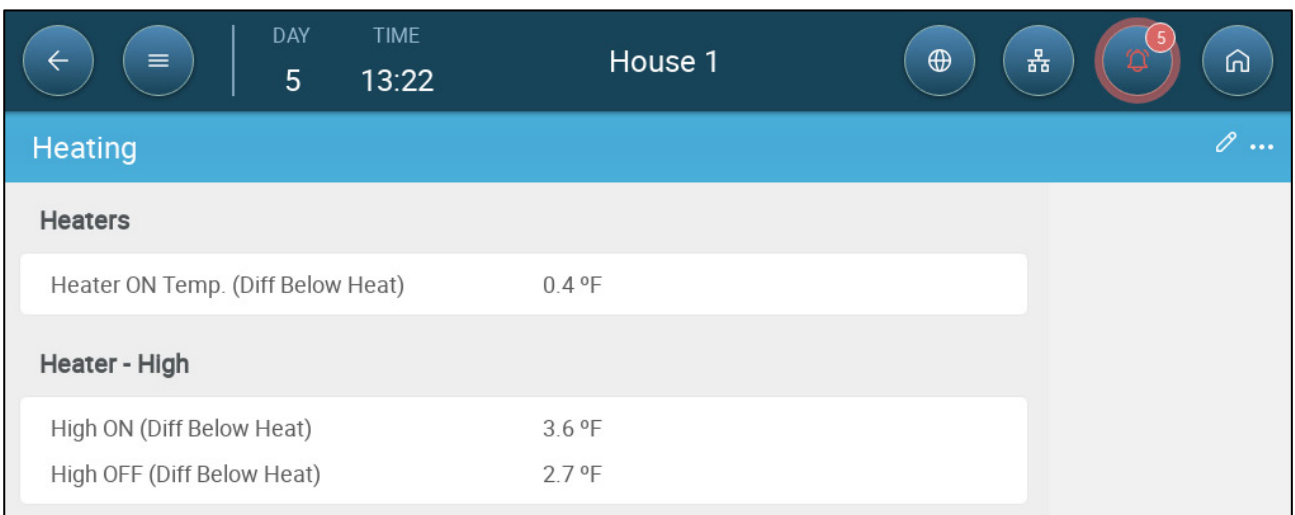 DAY TIME
5 13:22
House 1
5
Heating
Heaters
Heater ON Temp. (Diff Below Heat) 0.4 ºF
Heater - High
High ON (Diff Below Heat) 3.6 ºF
High OFF (Diff Below Heat) 2.7 ºF